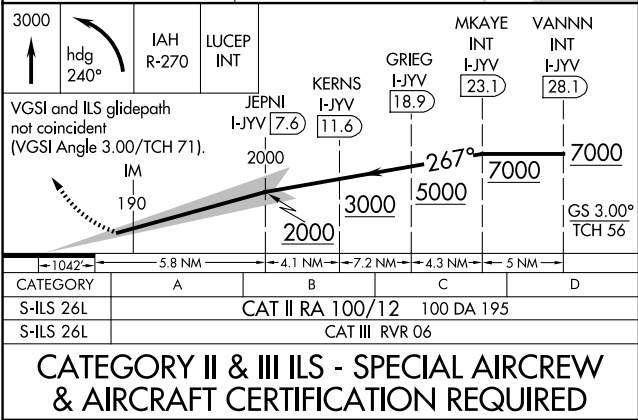 3000
hdg
240°
IAH
R-270
LUCEP
INT
MKAYE
INT
I-JYV
23.1
VANNN
INT
I-JYV
28.1
GRIEG
I-JYV
18.9
KERNS
I-JYV
11.6
JEPNI
I-JYV 7.6
VGSI and ILS glidepath
not coincident
(VGSI Angle 3.00/TCH 71).
IM
190
2000
267°
7000
7000
5000
3000
2000
GS 3.00°
TCH 56
1042'
5.8 NM
4.1 NM
7.2 NM
4.3 NM
5 NM
CATEGORY A B C D
S-ILS 26L CAT II RA 100/12 100 DA 195
S-ILS 26L CAT III RVR 06
CATEGORY II & III ILS - SPECIAL AIRCREW
& AIRCRAFT CERTIFICATION REQUIRED